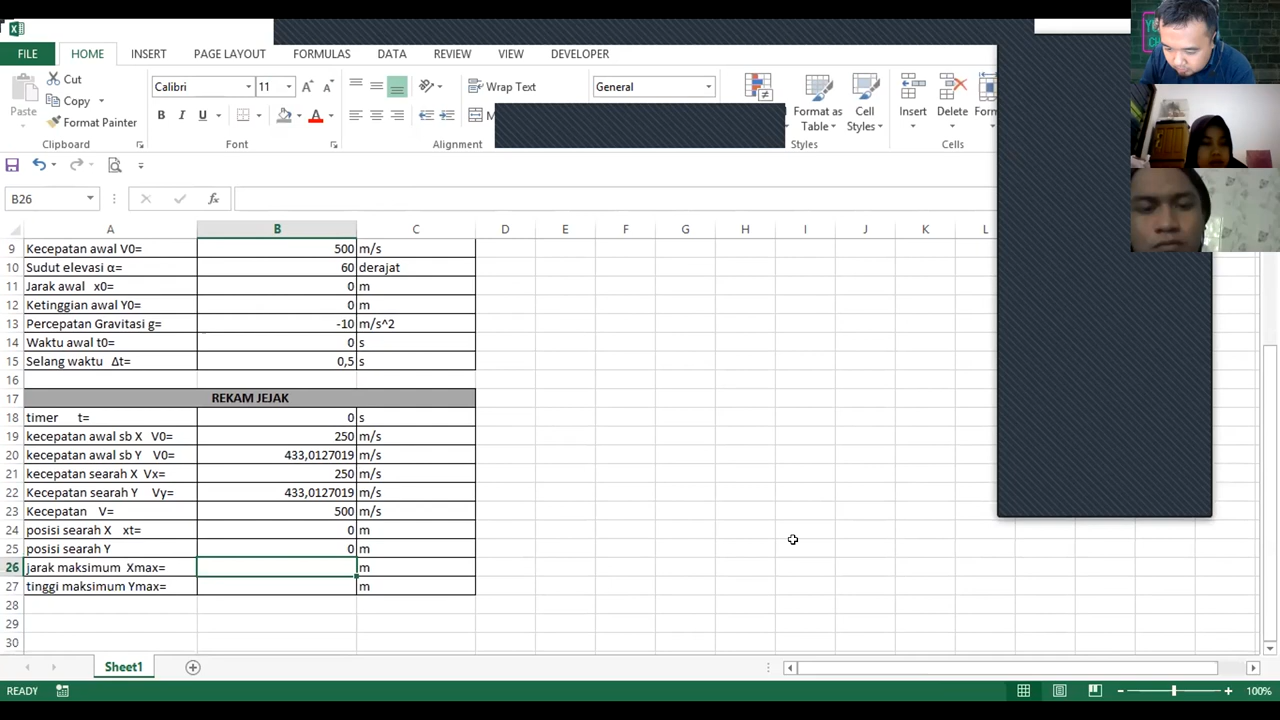 FILE HOME INSERT PAGE LAYOUT FORMULAS DATA REVIEW VIEW DEVELOPER
Paste Cut Copy Format Painter Clipboard
Calibri 11 B I U A A A Font
Wrap Text M Alignment
General
Format as Table Cell Styles Styles
Insert Delete Form Cells
B26 fx
A B C D E F G H I J K L
9 Kecepatan awal V0= 500 m/s
10 Sudut elevasi α= 60 derajat
11 Jarak awal x0= 0 m
12 Ketinggian awal Y0= 0 m
13 Percepatan Gravitasi g= -10 m/s^2
14 Waktu awal t0= 0 s
15 Selang waktu Δt= 0,5 s
16
17 REKAM JEJAK
18 timer t= 0 s
19 kecepatan awal sb X V0= 250 m/s
20 kecepatan awal sb Y V0= 433,0127019 m/s
21 kecepatan searah X Vx= 250 m/s
22 Kecepatan searah Y Vy= 433,0127019 m/s
23 Kecepatan V= 500 m/s
24 posisi searah X xt= 0 m
25 posisi searah Y 0 m
26 jarak maksimum Xmax= m
27 tinggi maksimum Ymax= m
28
29
30
Sheet1
READY 100%